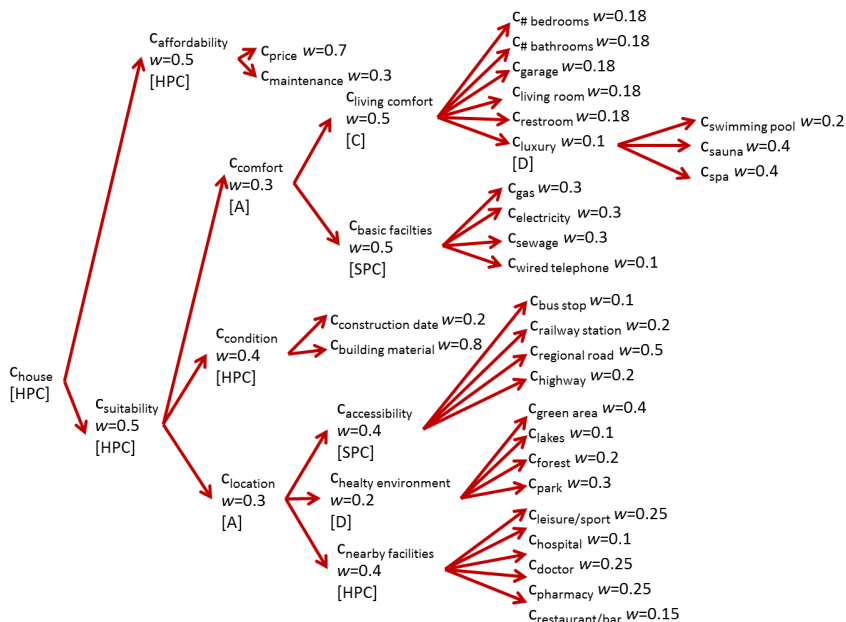 c# bedrooms w=0.18
c# bathrooms w=0.18
cgarage w=0.18
cliving room w=0.18
crestroom w=0.18
cluxury w=0.1
[D]
cswimming pool w=0.2
csauna w=0.4
cspa w=0.4
caffordability
w=0.5
[HPC]
cprice w=0.7
cmaintenance w=0.3
cliving comfort
w=0.5
[C]
ccomfort
w=0.3
[A]
cbasic facilties
w=0.5
[SPC]
cgas w=0.3
celectricity w=0.3
csewage w=0.3
cwired telephone w=0.1
ccondition
w=0.4
[HPC]
cconstruction date w=0.2
cbuilding material w=0.8
chouse
[HPC]
csuitability
w=0.5
[HPC]
clocation
w=0.3
[A]
caccessibility
w=0.4
[SPC]
cbus stop w=0.1
crailway station w=0.2
cregional road w=0.5
chighway w=0.2
chealty environment
w=0.2
[D]
cgreen area w=0.4
clakes w=0.1
cforest w=0.2
cpark w=0.3
cnearby facilities
w=0.4
[HPC]
cleisure/sport w=0.25
chospital w=0.1
cdoctor w=0.25
cpharmacy w=0.25
crestaurant/bar w=0.15